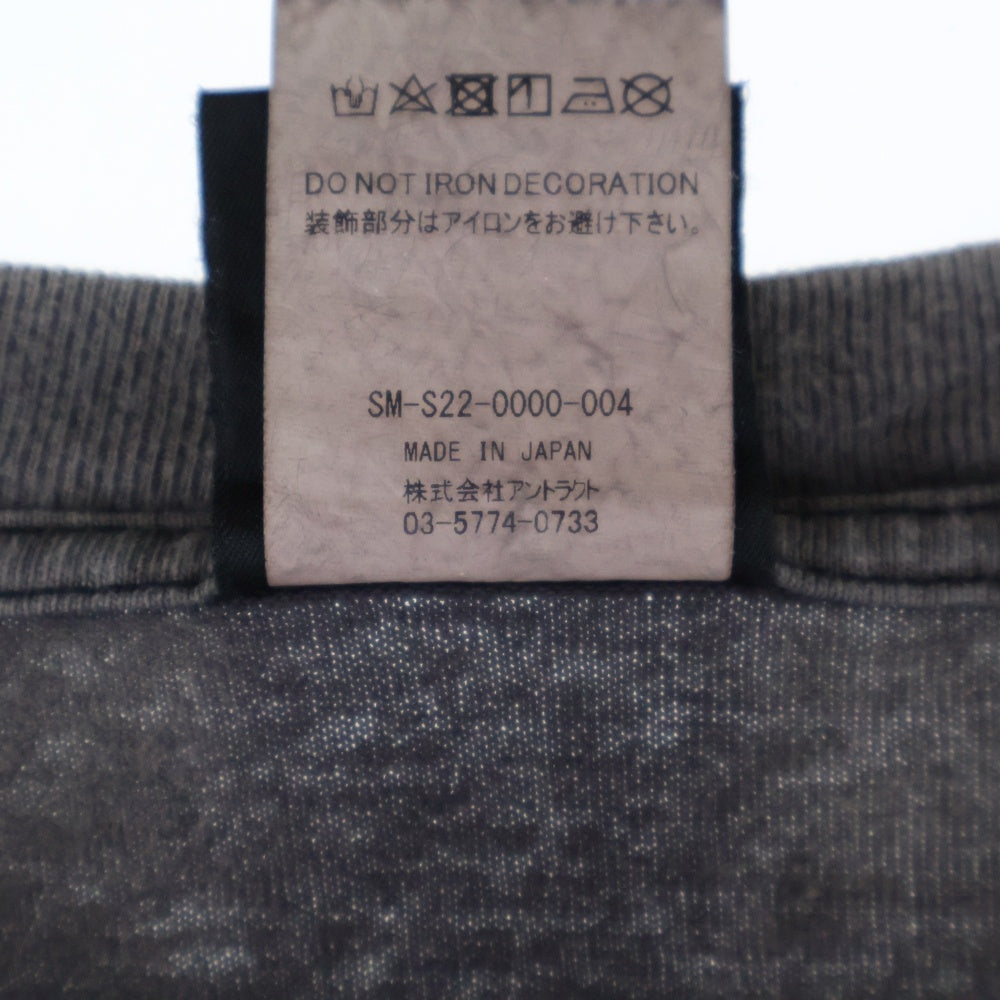 DO NOT IRON DECORATION
装飾部分はアイロンをお避け下さい。
SM-S22-0000-004
MADE IN JAPAN
株式会社アントラクト
03-5774-0733